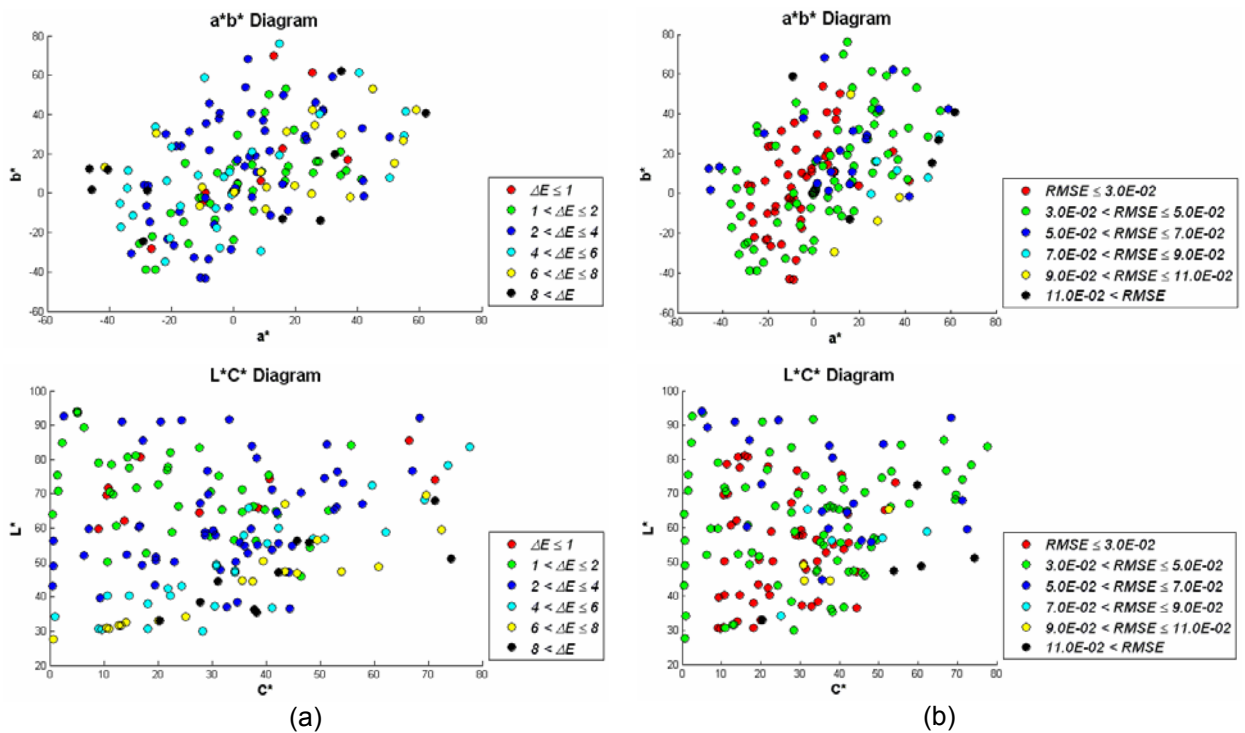 a*b* Diagram
80
60
40
20
0
-20
-40
-60
b*
-60 -40 -20 0 20 40 60 80
a*
ΔE ≤ 1
1 < ΔE ≤ 2
2 < ΔE ≤ 4
4 < ΔE ≤ 6
6 < ΔE ≤ 8
8 < ΔE
a*b* Diagram
80
60
40
20
0
-20
-40
-60
b*
-60 -40 -20 0 20 40 60 80
a*
RMSE ≤ 3.0E-02
3.0E-02 < RMSE ≤ 5.0E-02
5.0E-02 < RMSE ≤ 7.0E-02
7.0E-02 < RMSE ≤ 9.0E-02
9.0E-02 < RMSE ≤ 11.0E-02
11.0E-02 < RMSE
L*C* Diagram
100
90
80
70
60
50
40
30
20
L*
0 10 20 30 40 50 60 70 80
C*
ΔE ≤ 1
1 < ΔE ≤ 2
2 < ΔE ≤ 4
4 < ΔE ≤ 6
6 < ΔE ≤ 8
8 < ΔE
(a)
L*C* Diagram
100
90
80
70
60
50
40
30
20
L*
0 10 20 30 40 50 60 70 80
C*
RMSE ≤ 3.0E-02
3.0E-02 < RMSE ≤ 5.0E-02
5.0E-02 < RMSE ≤ 7.0E-02
7.0E-02 < RMSE ≤ 9.0E-02
9.0E-02 < RMSE ≤ 11.0E-02
11.0E-02 < RMSE
(b)